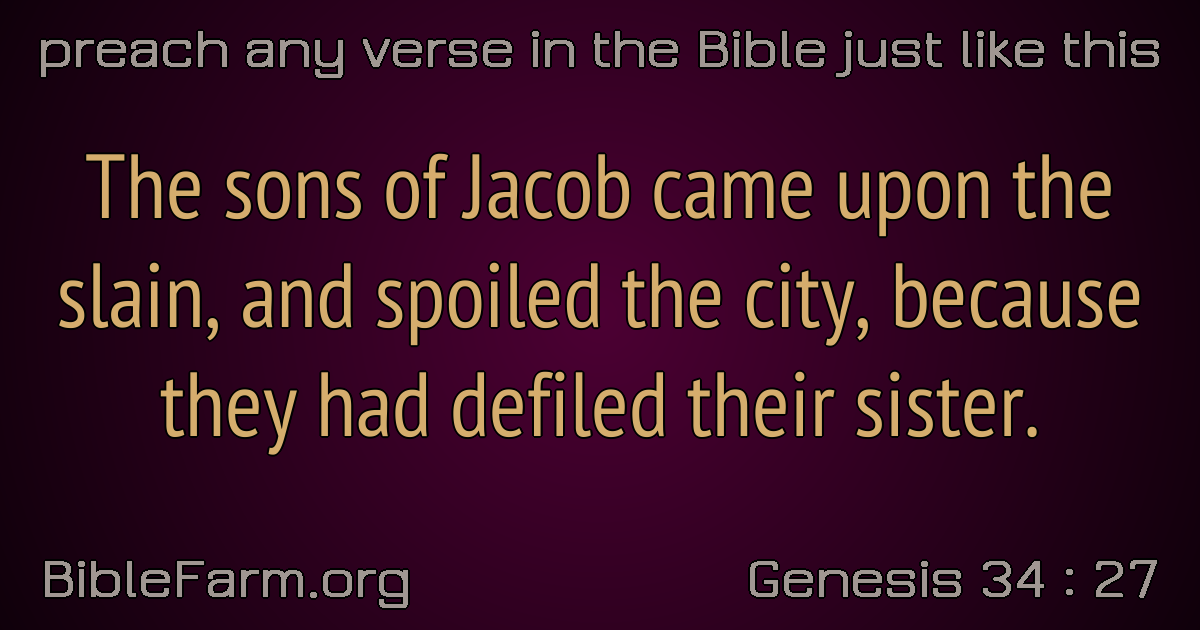 preach any verse in the Bible just like this
The sons of Jacob came upon the
slain, and spoiled the city, because
they had defiled their sister.
BibleFarm.org
Genesis 34 : 27